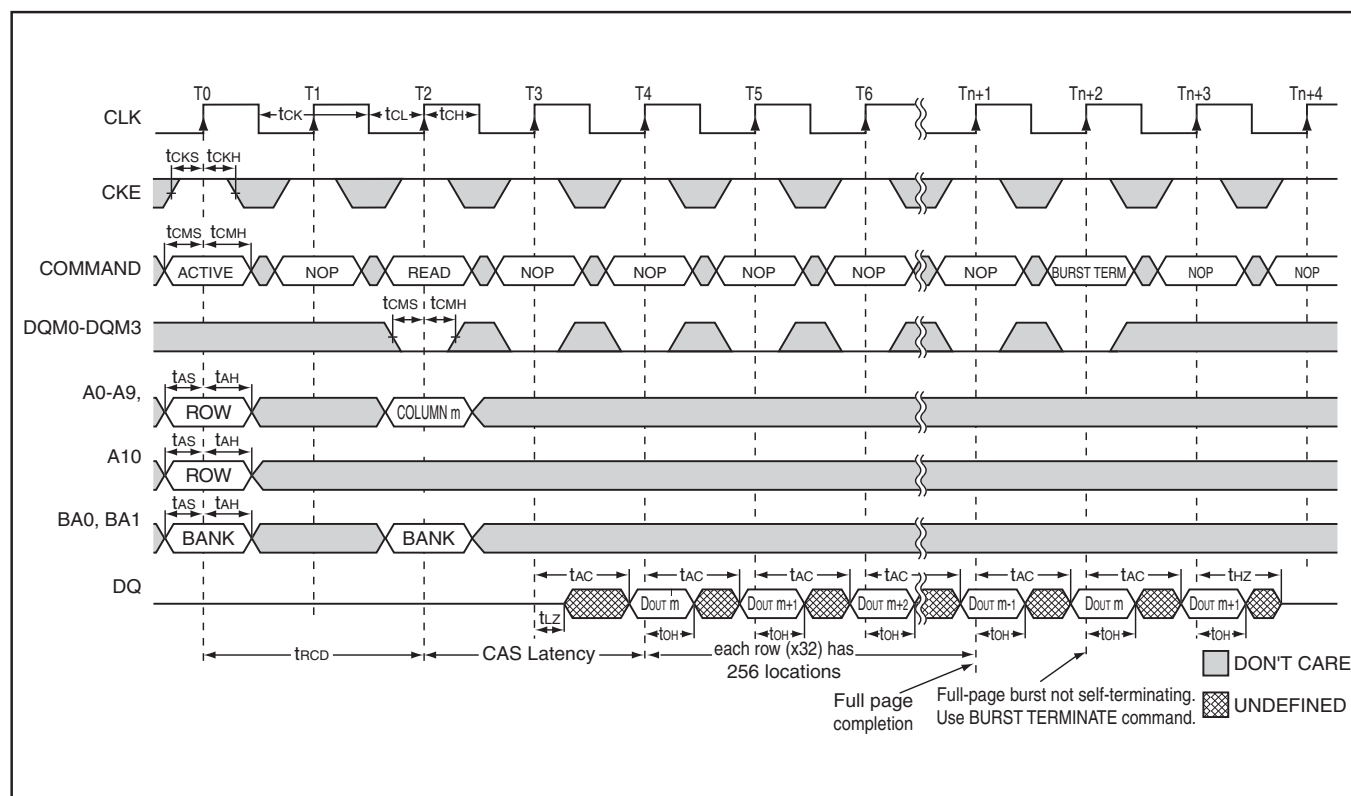 T0 T1 T2 T3 T4 T5 T6 Tn+1 Tn+2 Tn+3 Tn+4
CLK tCK tCL tCH
tCKS tCKH
CKE
tCMS tCMH
COMMAND ACTIVE NOP READ NOP NOP NOP NOP NOP BURST TERM NOP NOP
tCMS tCMH
DQM0-DQM3
tAS tAH
A0-A9, ROW COLUMN m
tAS tAH
A10 ROW
tAS tAH
BA0, BA1 BANK BANK
DQ tAC tAC tAC tAC tAC tAC tHZ
DOUT m DOUT m+1 DOUT m+2 DOUT m-1 DOUT m DOUT m+1
tLZ tOH tOH tOH tOH tOH tOH
tRCD CAS Latency each row (x32) has
256 locations
DON'T CARE
UNDEFINED
Full page
completion
Full-page burst not self-terminating.
Use BURST TERMINATE command.